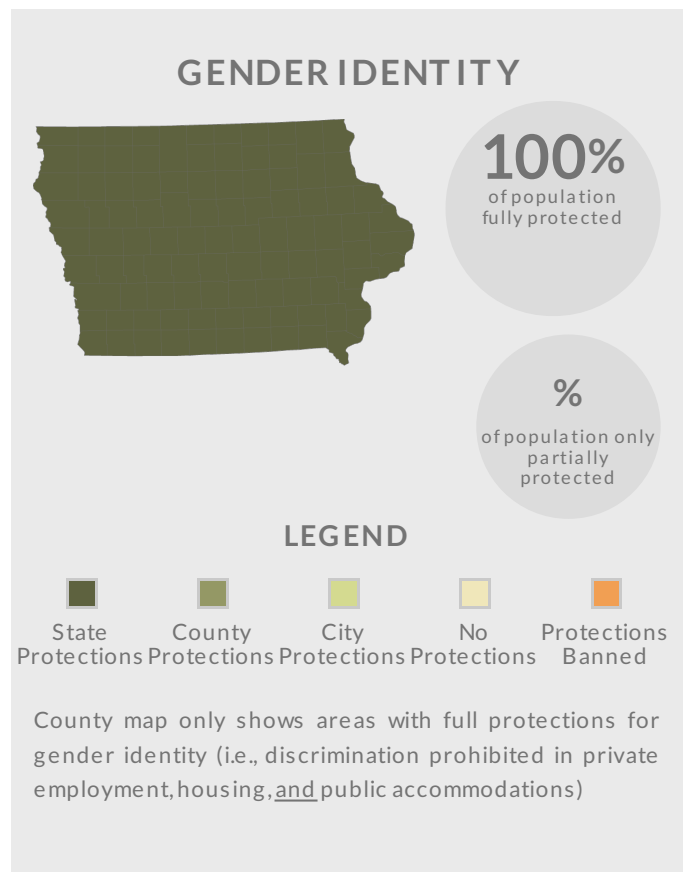 GENDER IDENTITY
100%
of population
fully protected
%
of population only
partially
protected
LEGEND
State
Protections
County
Protections
City
Protections
No
Protections
Protections
Banned
County map only shows areas with full protections for
gender identity (i.e., discrimination prohibited in private
employment, housing, and public accommodations)